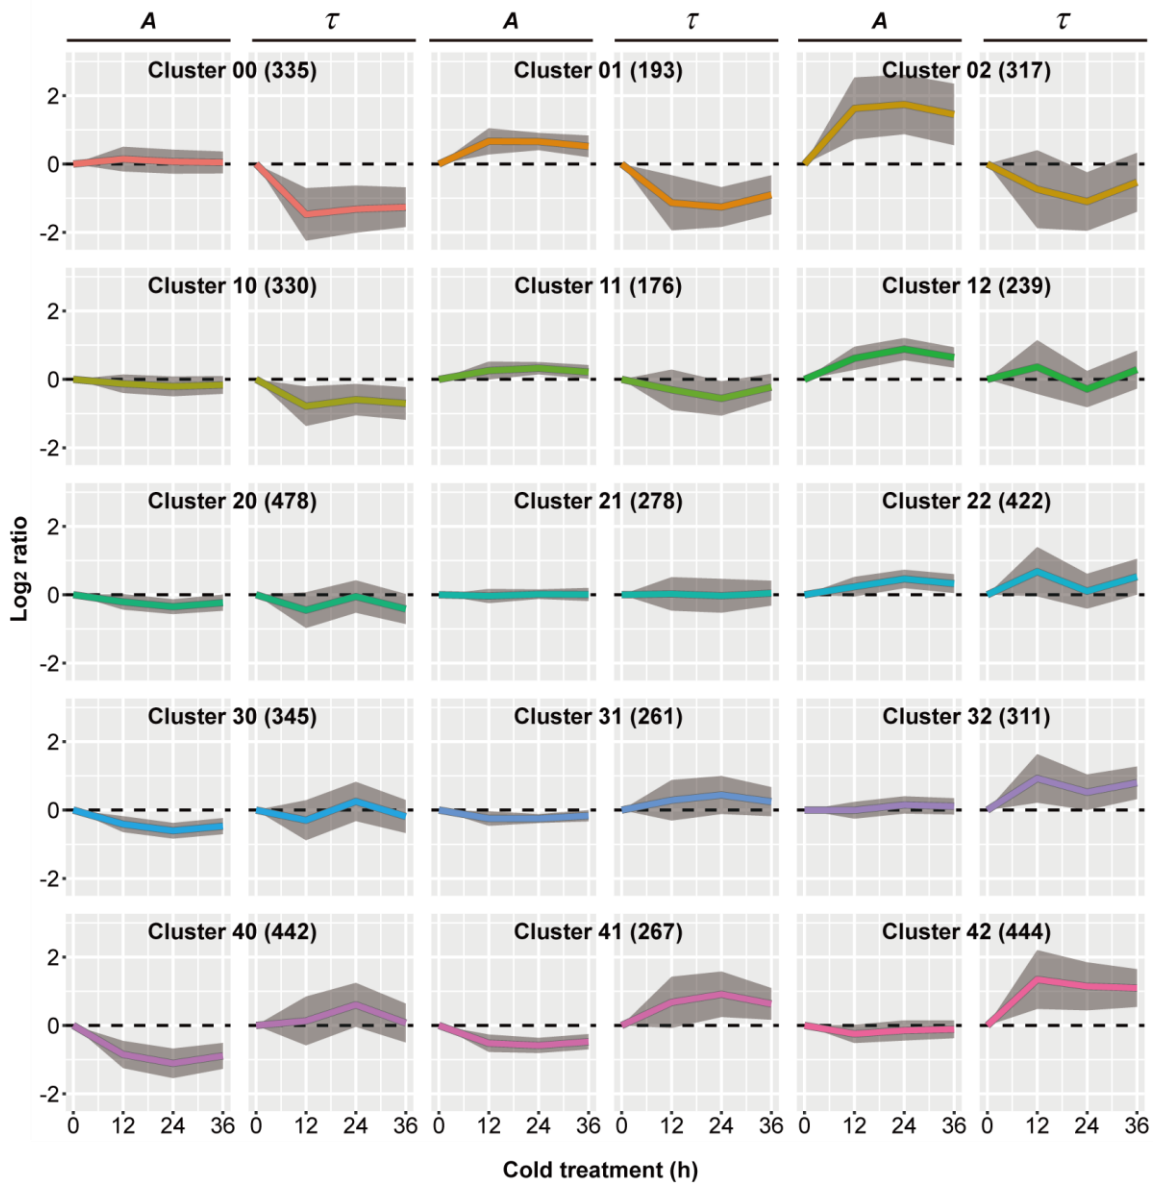 A τ A τ A τ
Cluster 00 (335) Cluster 01 (193) Cluster 02 (317)
2
0
-2
Cluster 10 (330) Cluster 11 (176) Cluster 12 (239)
2
0
-2
Cluster 20 (478) Cluster 21 (278) Cluster 22 (422)
2
0
-2
Log2 ratio
Cluster 30 (345) Cluster 31 (261) Cluster 32 (311)
2
0
-2
Cluster 40 (442) Cluster 41 (267) Cluster 42 (444)
2
0
-2
0 12 24 36 0 12 24 36 0 12 24 36 0 12 24 36 0 12 24 36 0 12 24 36
Cold treatment (h)